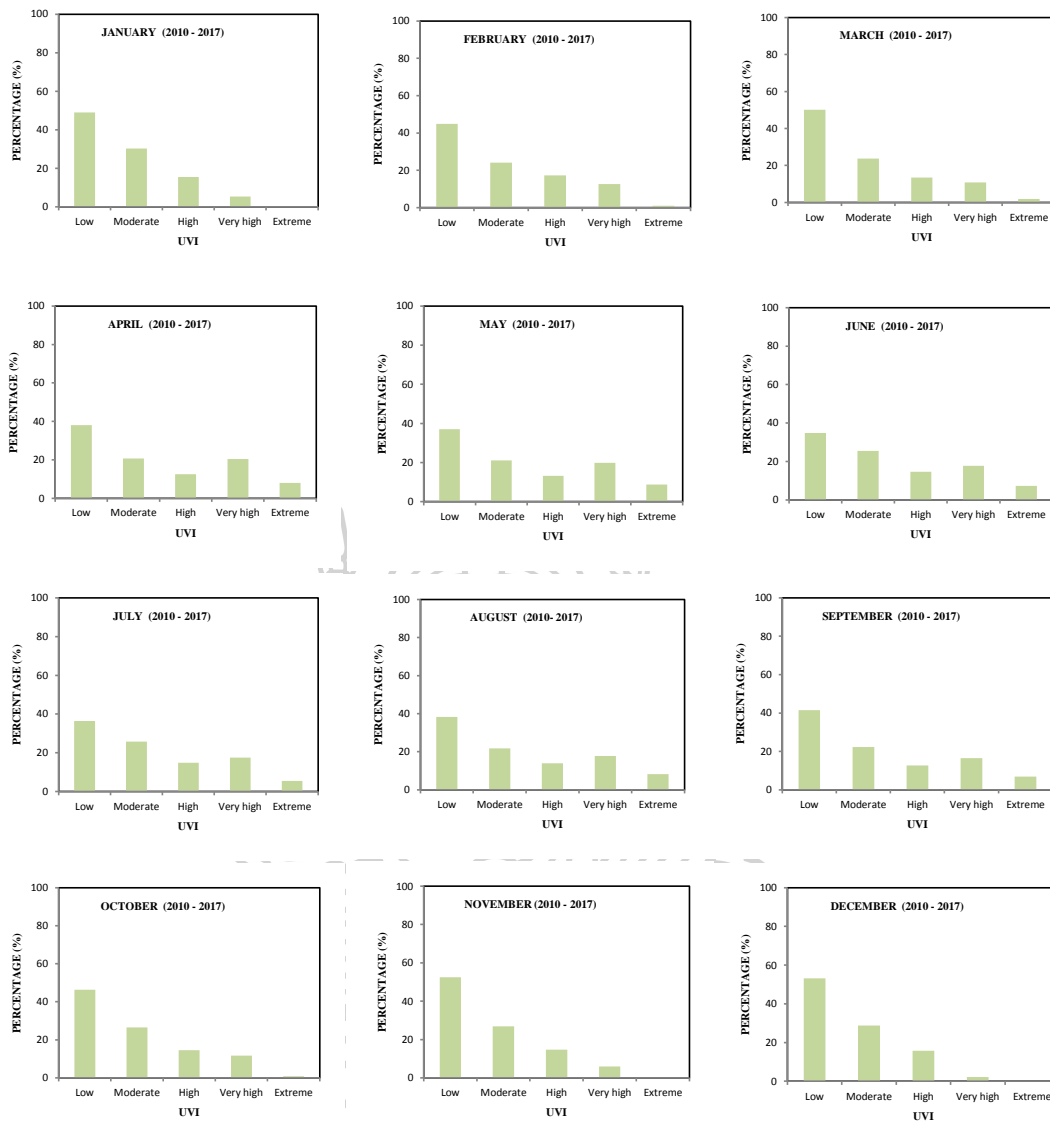 JANUARY (2010 - 2017)
PERCENTAGE (%)
100
80
60
40
20
0
Low Moderate High Very high Extreme
UVI
FEBRUARY (2010 - 2017)
PERCENTAGE (%)
100
80
60
40
20
0
Low Moderate High Very high Extreme
UVI
MARCH (2010 - 2017)
PERCENTAGE (%)
100
80
60
40
20
0
Low Moderate High Very high Extreme
UVI
APRIL (2010 - 2017)
PERCENTAGE (%)
100
80
60
40
20
0
Low Moderate High Very high Extreme
UVI
MAY (2010 - 2017)
PERCENTAGE (%)
100
80
60
40
20
0
Low Moderate High Very high Extreme
UVI
JUNE (2010 - 2017)
PERCENTAGE (%)
100
80
60
40
20
0
Low Moderate High Very high Extreme
UVI
JULY (2010 - 2017)
PERCENTAGE (%)
100
80
60
40
20
0
Low Moderate High Very high Extreme
UVI
AUGUST (2010- 2017)
PERCENTAGE (%)
100
80
60
40
20
0
Low Moderate High Very high Extreme
UVI
SEPTEMBER (2010 - 2017)
PERCENTAGE (%)
100
80
60
40
20
0
Low Moderate High Very high Extreme
UVI
OCTOBER (2010 - 2017)
PERCENTAGE (%)
100
80
60
40
20
0
Low Moderate High Very high Extreme
UVI
NOVEMBER (2010 - 2017)
PERCENTAGE (%)
100
80
60
40
20
0
Low Moderate High Very high Extreme
UVI
DECEMBER (2010 - 2017)
PERCENTAGE (%)
100
80
60
40
20
0
Low Moderate High Very high Extreme
UVI